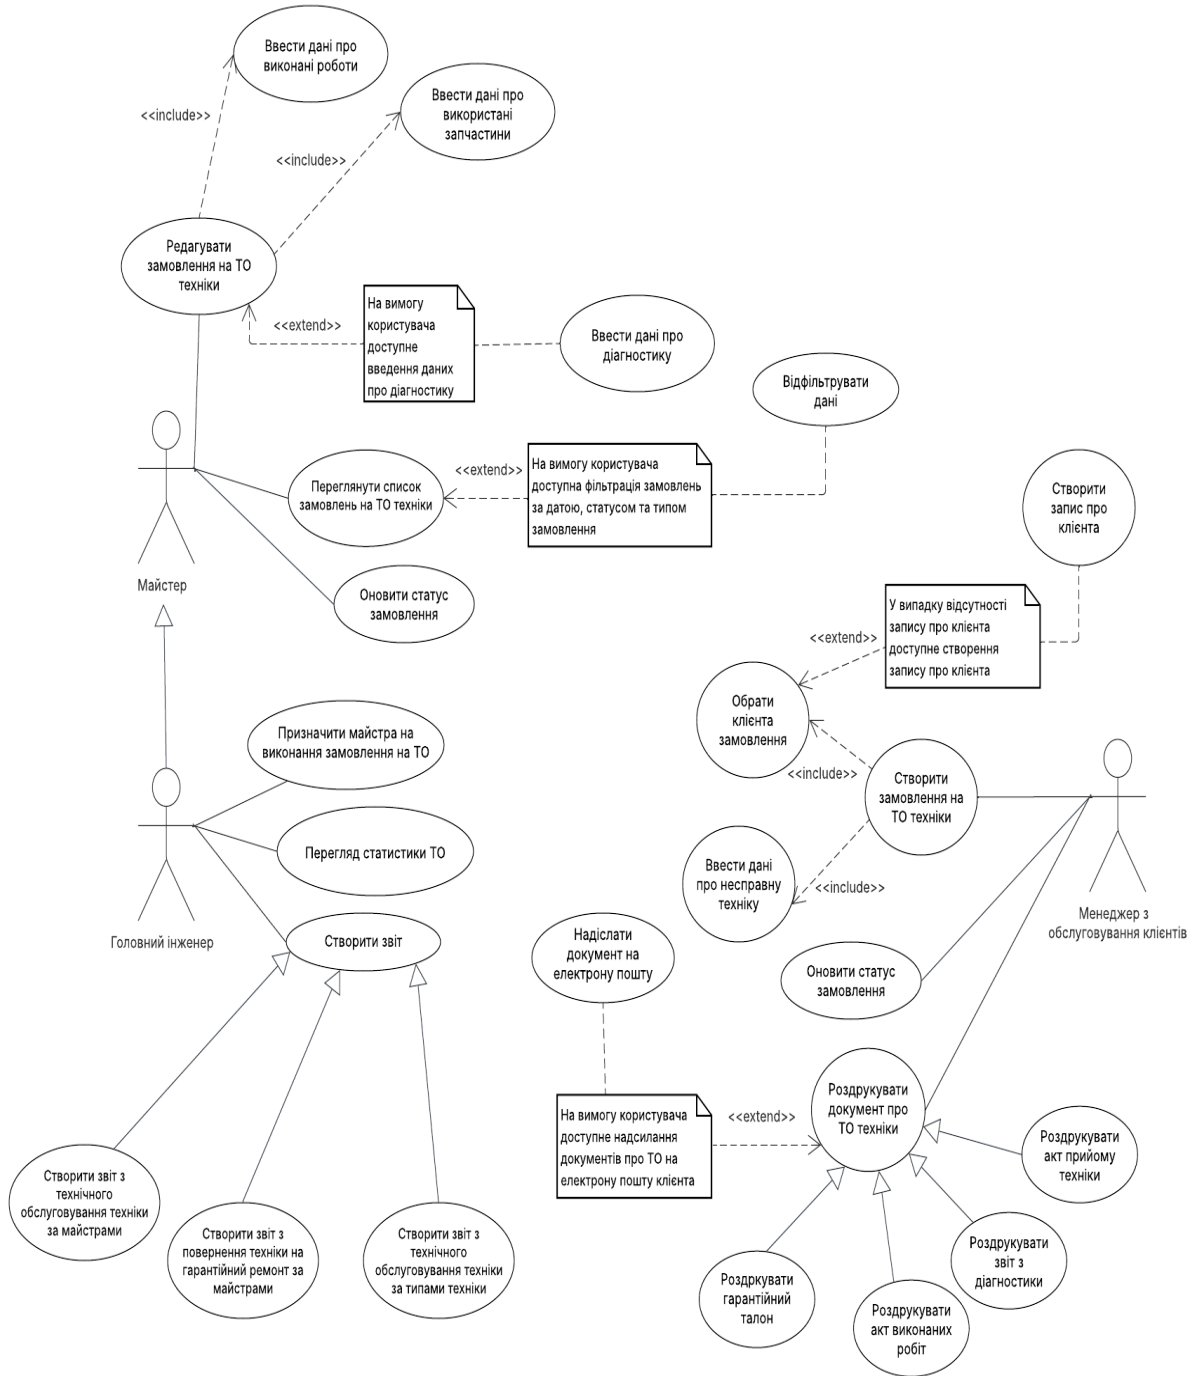 Ввести дані про
виконані роботи
<<include>>
Ввести дані про
використані
запчастини
<<include>>
Редагувати
замовлення на ТО
техніки
<<extend>>
На вимогу
користувача
доступне
введення даних
про діагностику
Ввести дані про
діагностику
Відфільтрувати
дані
Переглянути список
замовлень на ТО техніки
<<extend>>
На вимогу користувача
доступна фільтрація замовлень
за датою, статусом та типом
замовлення
Створити
запис про
клієнта
Майстер
Оновити статус
замовлення
У випадку відсутності
запису про клієнта
доступне створення
запису про клієнта
<<extend>>
Обрати
клієнта
замовлення
<<include>>
Створити
замовлення на
ТО техніки
Призначити майстра на
виконання замовлення на ТО
Перегляд статистики ТО
Ввести дані
про несправну
техніку
<<include>>
Менеджер з
обслуговування клієнтів
Головний інженер
Створити звіт
Надіслати
документ на
електрону пошту
Оновити статус
замовлення
На вимогу користувача
доступне надсилання
документів про ТО на
електрону пошту клієнта
<<extend>>
Роздрукувати
документ про
ТО техніки
Роздрукувати
акт прийому
техніки
Створити звіт з
технічного
обслуговування техніки
за майстрами
Створити звіт з
повернення техніки на
гарантійний ремонт за
майстрами
Створити звіт з
технічного
обслуговування техніки
за типами техніки
Роздркувати
гарантійний
талон
Роздрукувати
акт виконаних
робіт
Роздрукувати
звіт з
діагностики